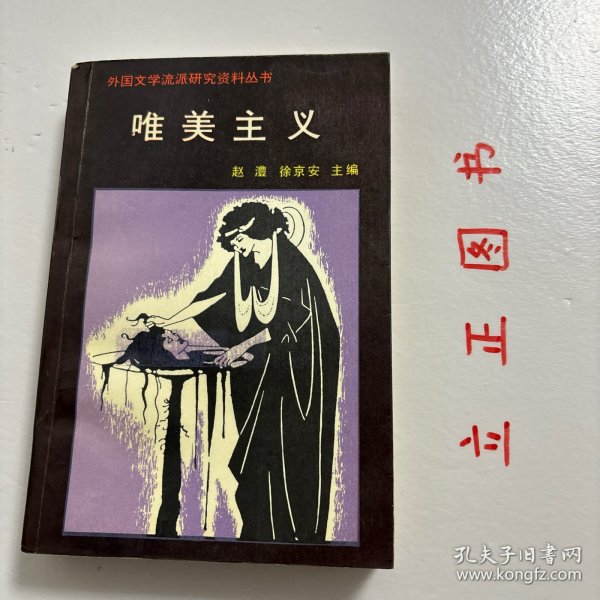 外国文学流派研究资料丛书
唯美主义
赵 澧 徐京安 主编
立正图书
孔夫子旧书网
www.kongfz.com